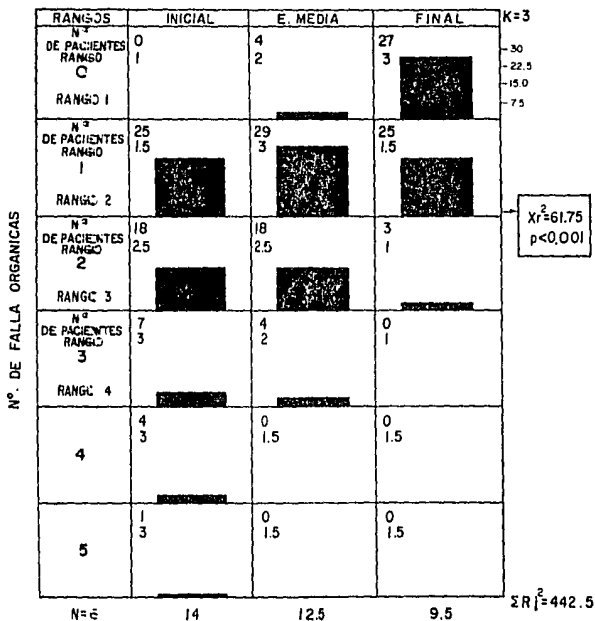 RANGOS INICIAL E. MEDIA FINAL K=3
Nº DE PACIENTES RANGO 0 RANGO 1
0 1
4 2
27 3
30
22.5
15.0
7.5
Nº DE PACIENTES RANGO 1 RANGO 2
25 1.5
29 3
25 1.5
Xr²=61.75
p<0.001
Nº DE PACIENTES RANGO 2 RANGO 3
18 2.5
18 2.5
3 1
Nº DE PACIENTES RANGO 3 RANGO 4
7 3
4 2
0 1
4
4 3
0 1.5
0 1.5
5
1 3
0 1.5
0 1.5
N= 14 12.5 9.5 ΣRj²=442.5
Nº. DE FALLA ORGANICAS